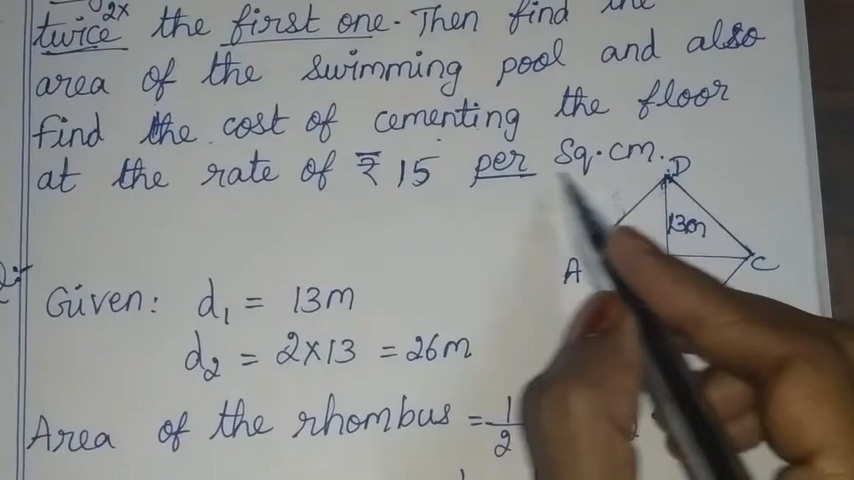 2x
twice the first one. Then find the
area of the swimming pool and also
find the cost of cementing the floor
at the rate of ₹ 15 per sq.cm.
D
13m
A
C
Given: d₁ = 13m
d₂ = 2×13 = 26m
Area of the rhombus = 1/2